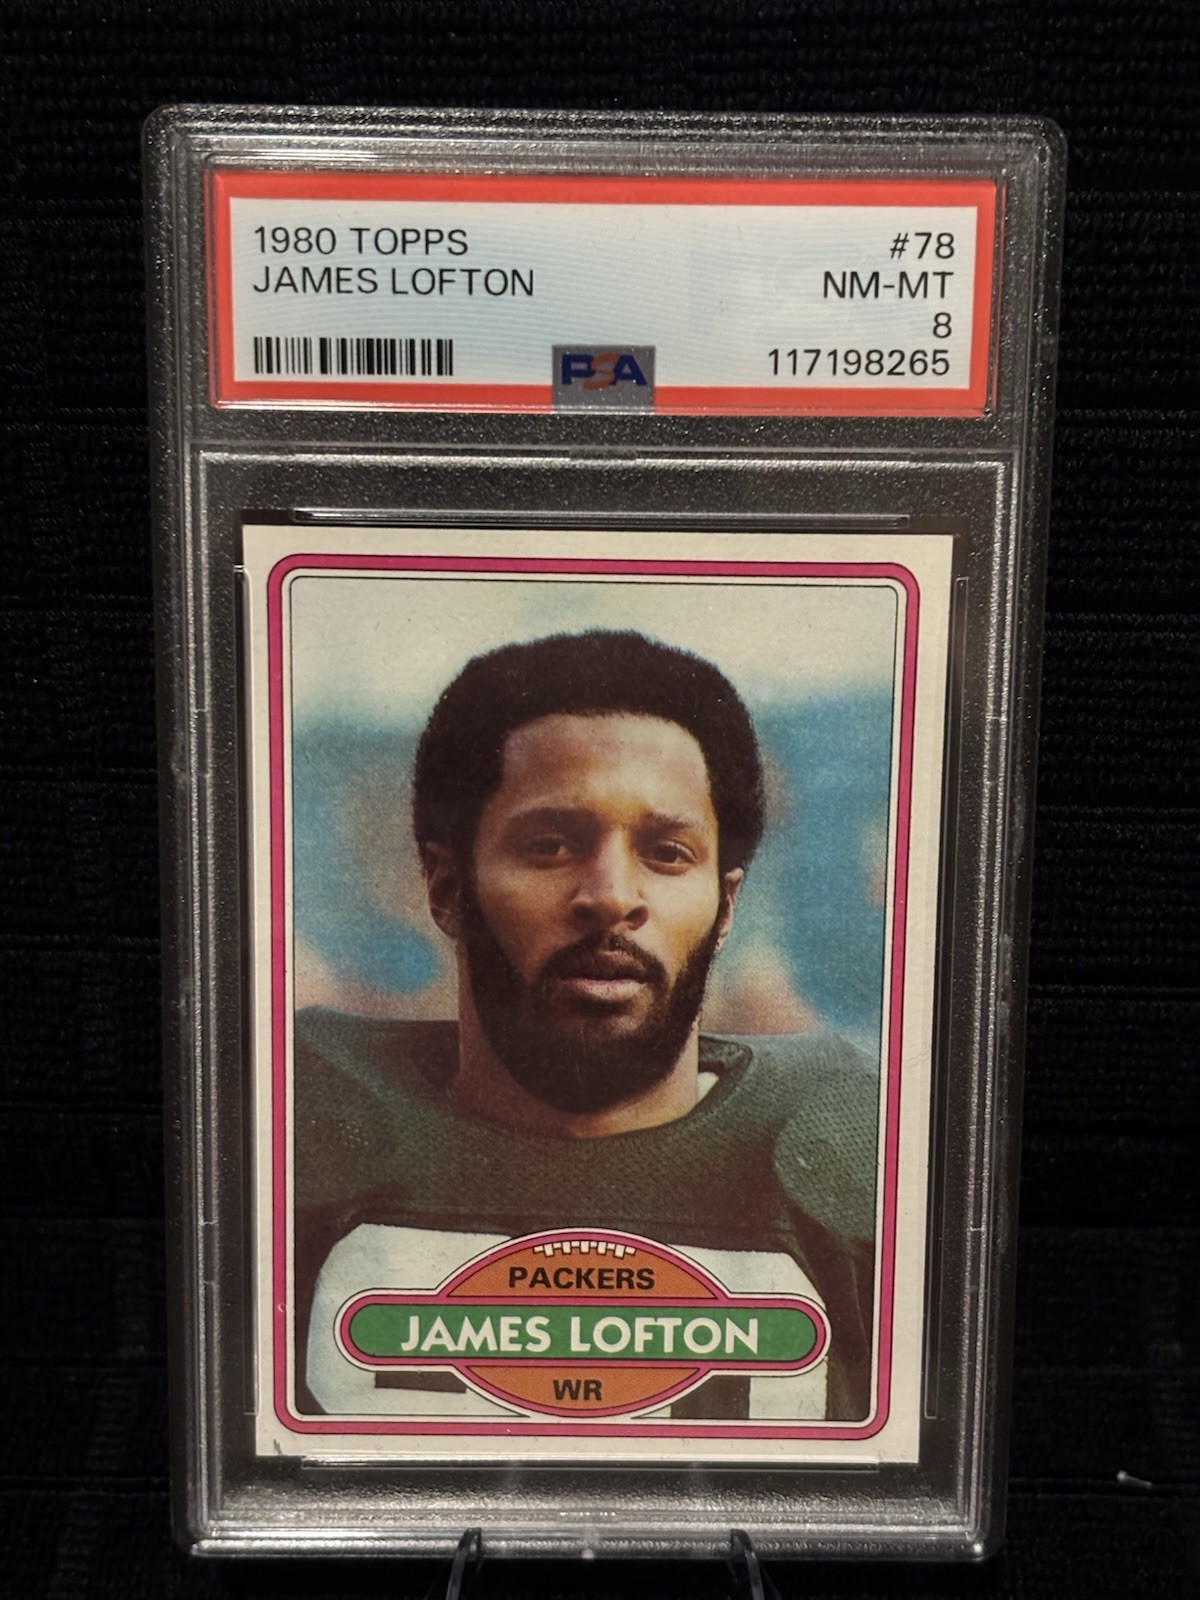 1980 TOPPS
JAMES LOFTON
#78
NM-MT
8
117198265
PSA
PACKERS
JAMES LOFTON
WR